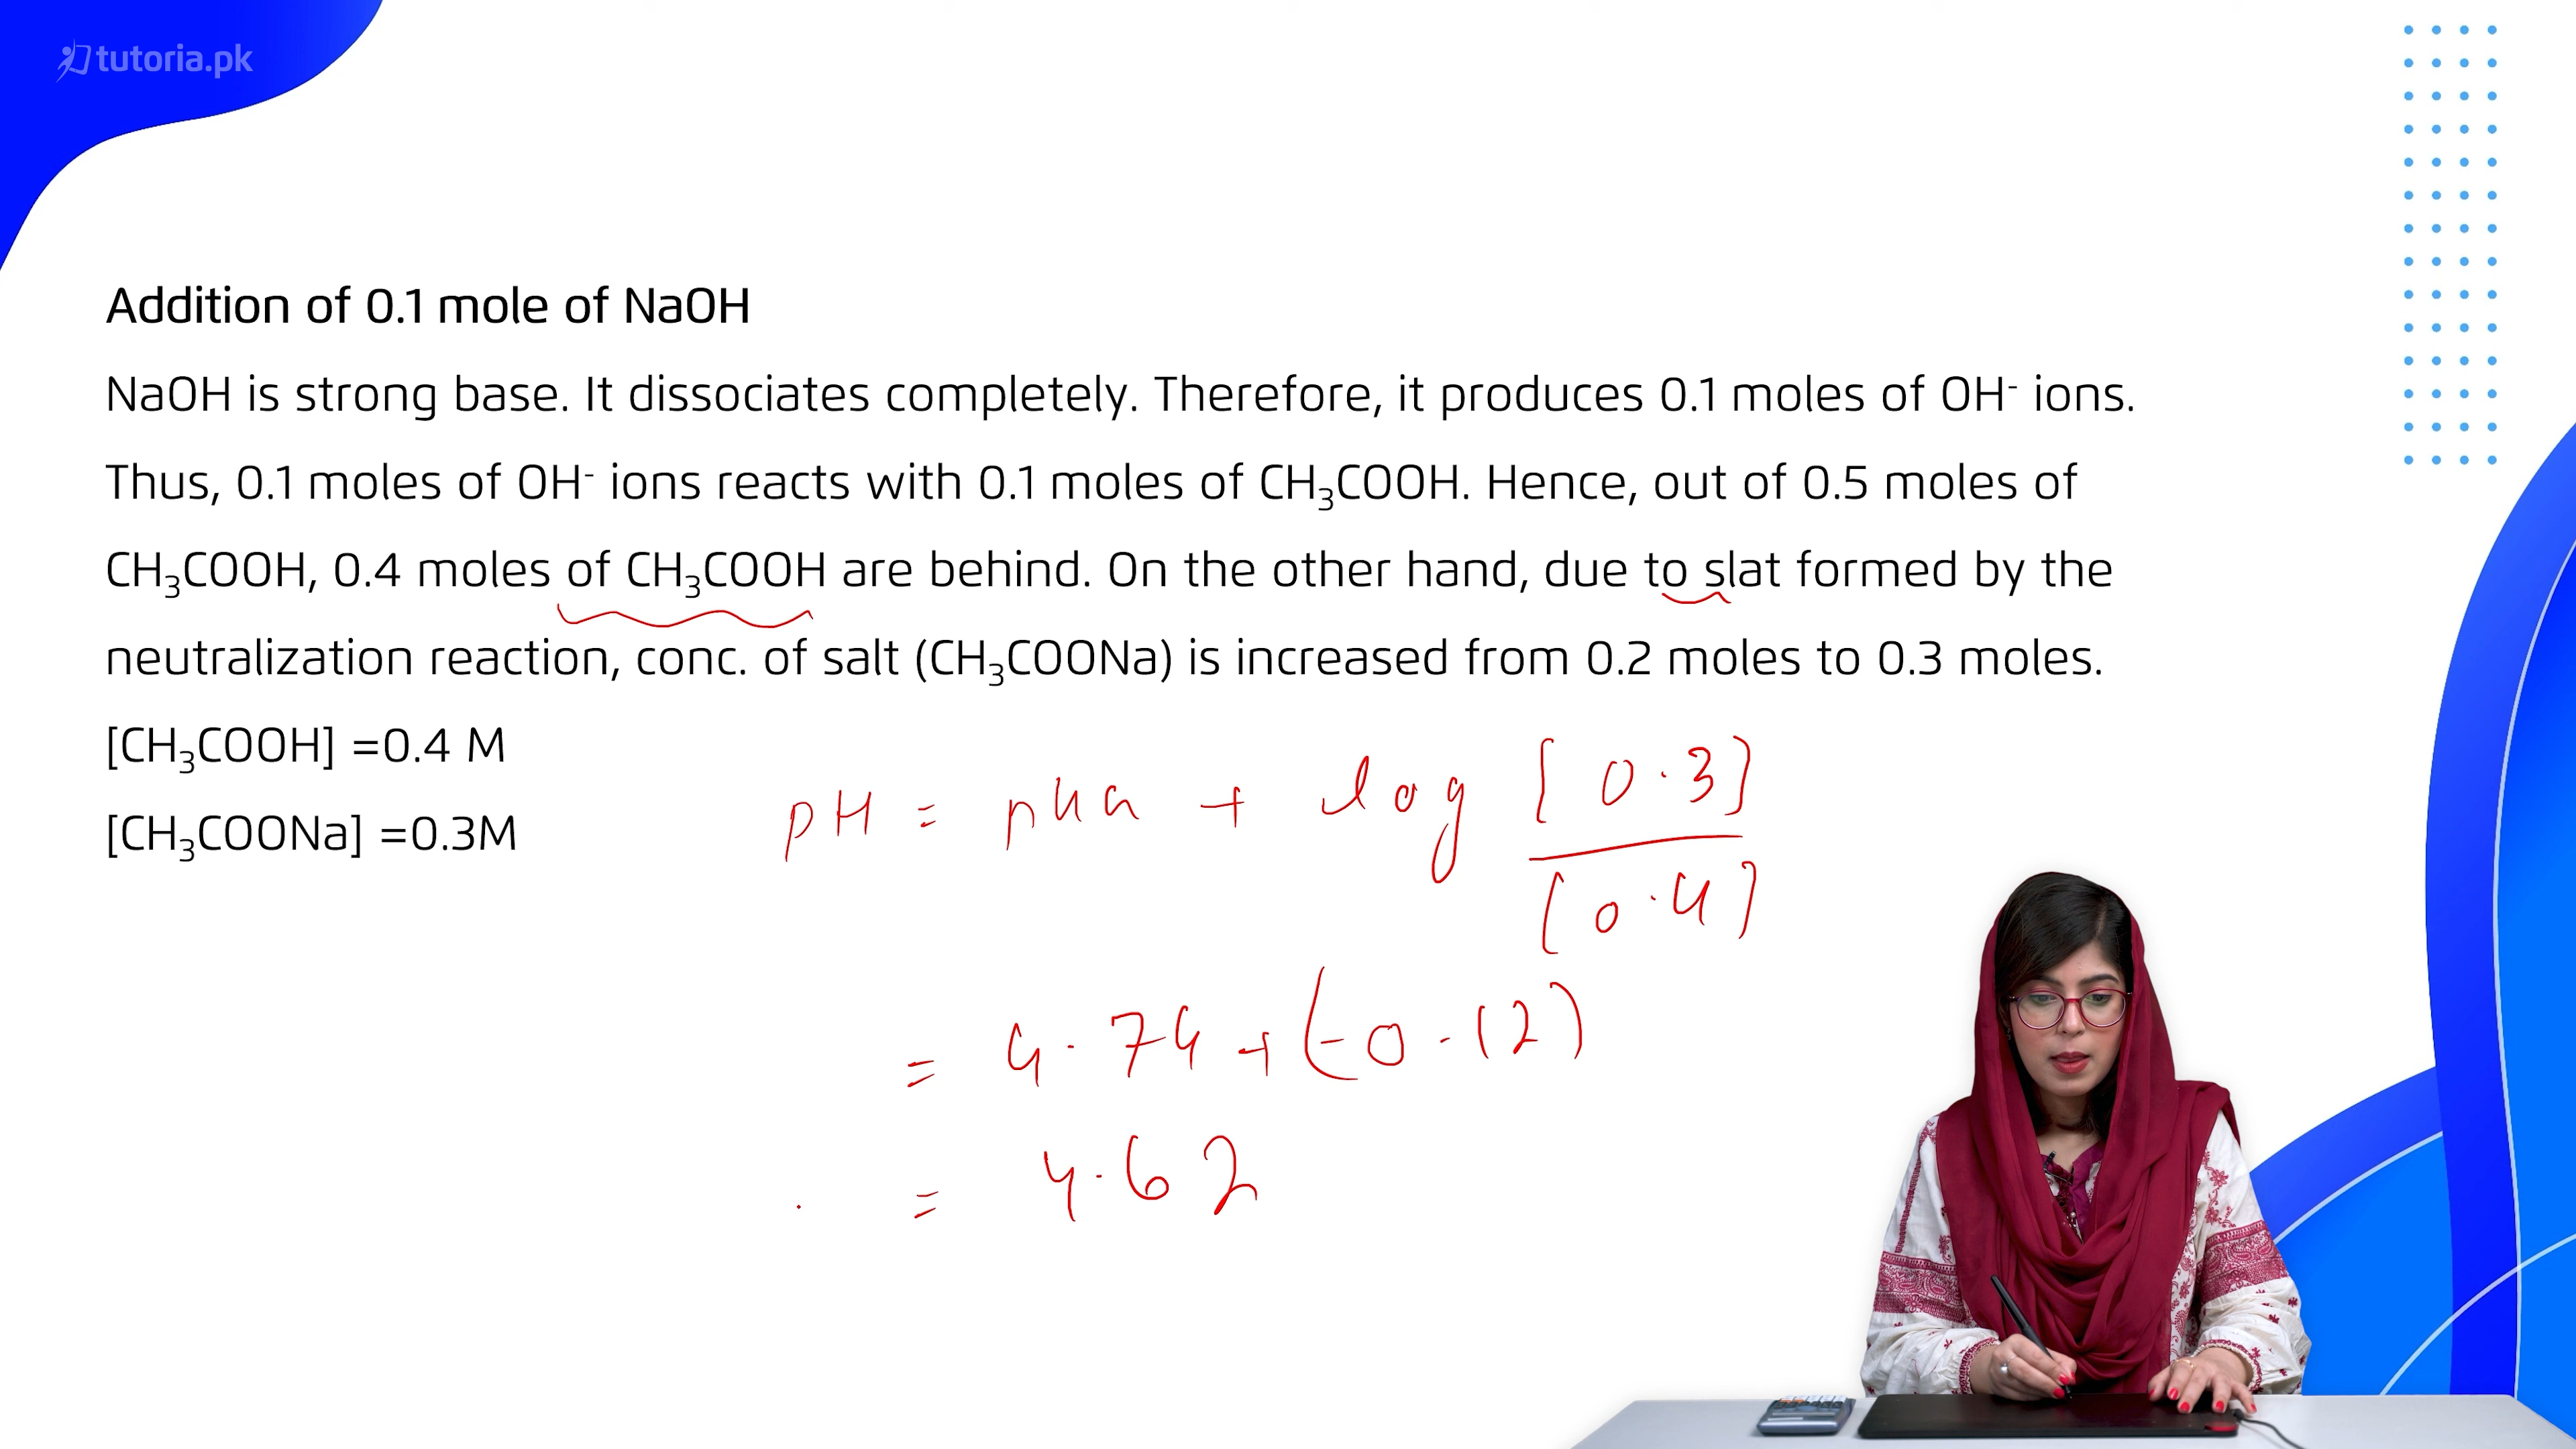 tutoria.pk
Addition of 0.1 mole of NaOH
NaOH is strong base. It dissociates completely. Therefore, it produces 0.1 moles of OH⁻ ions.
Thus, 0.1 moles of OH⁻ ions reacts with 0.1 moles of CH₃COOH. Hence, out of 0.5 moles of
CH₃COOH, 0.4 moles of CH₃COOH are behind. On the other hand, due to slat formed by the
neutralization reaction, conc. of salt (CH₃COONa) is increased from 0.2 moles to 0.3 moles.
[CH₃COOH] =0.4 M
[CH₃COONa] =0.3M
pH = pKa + log [0.3]
[0.4]
= 4.74 + (-0.12)
= 4.62